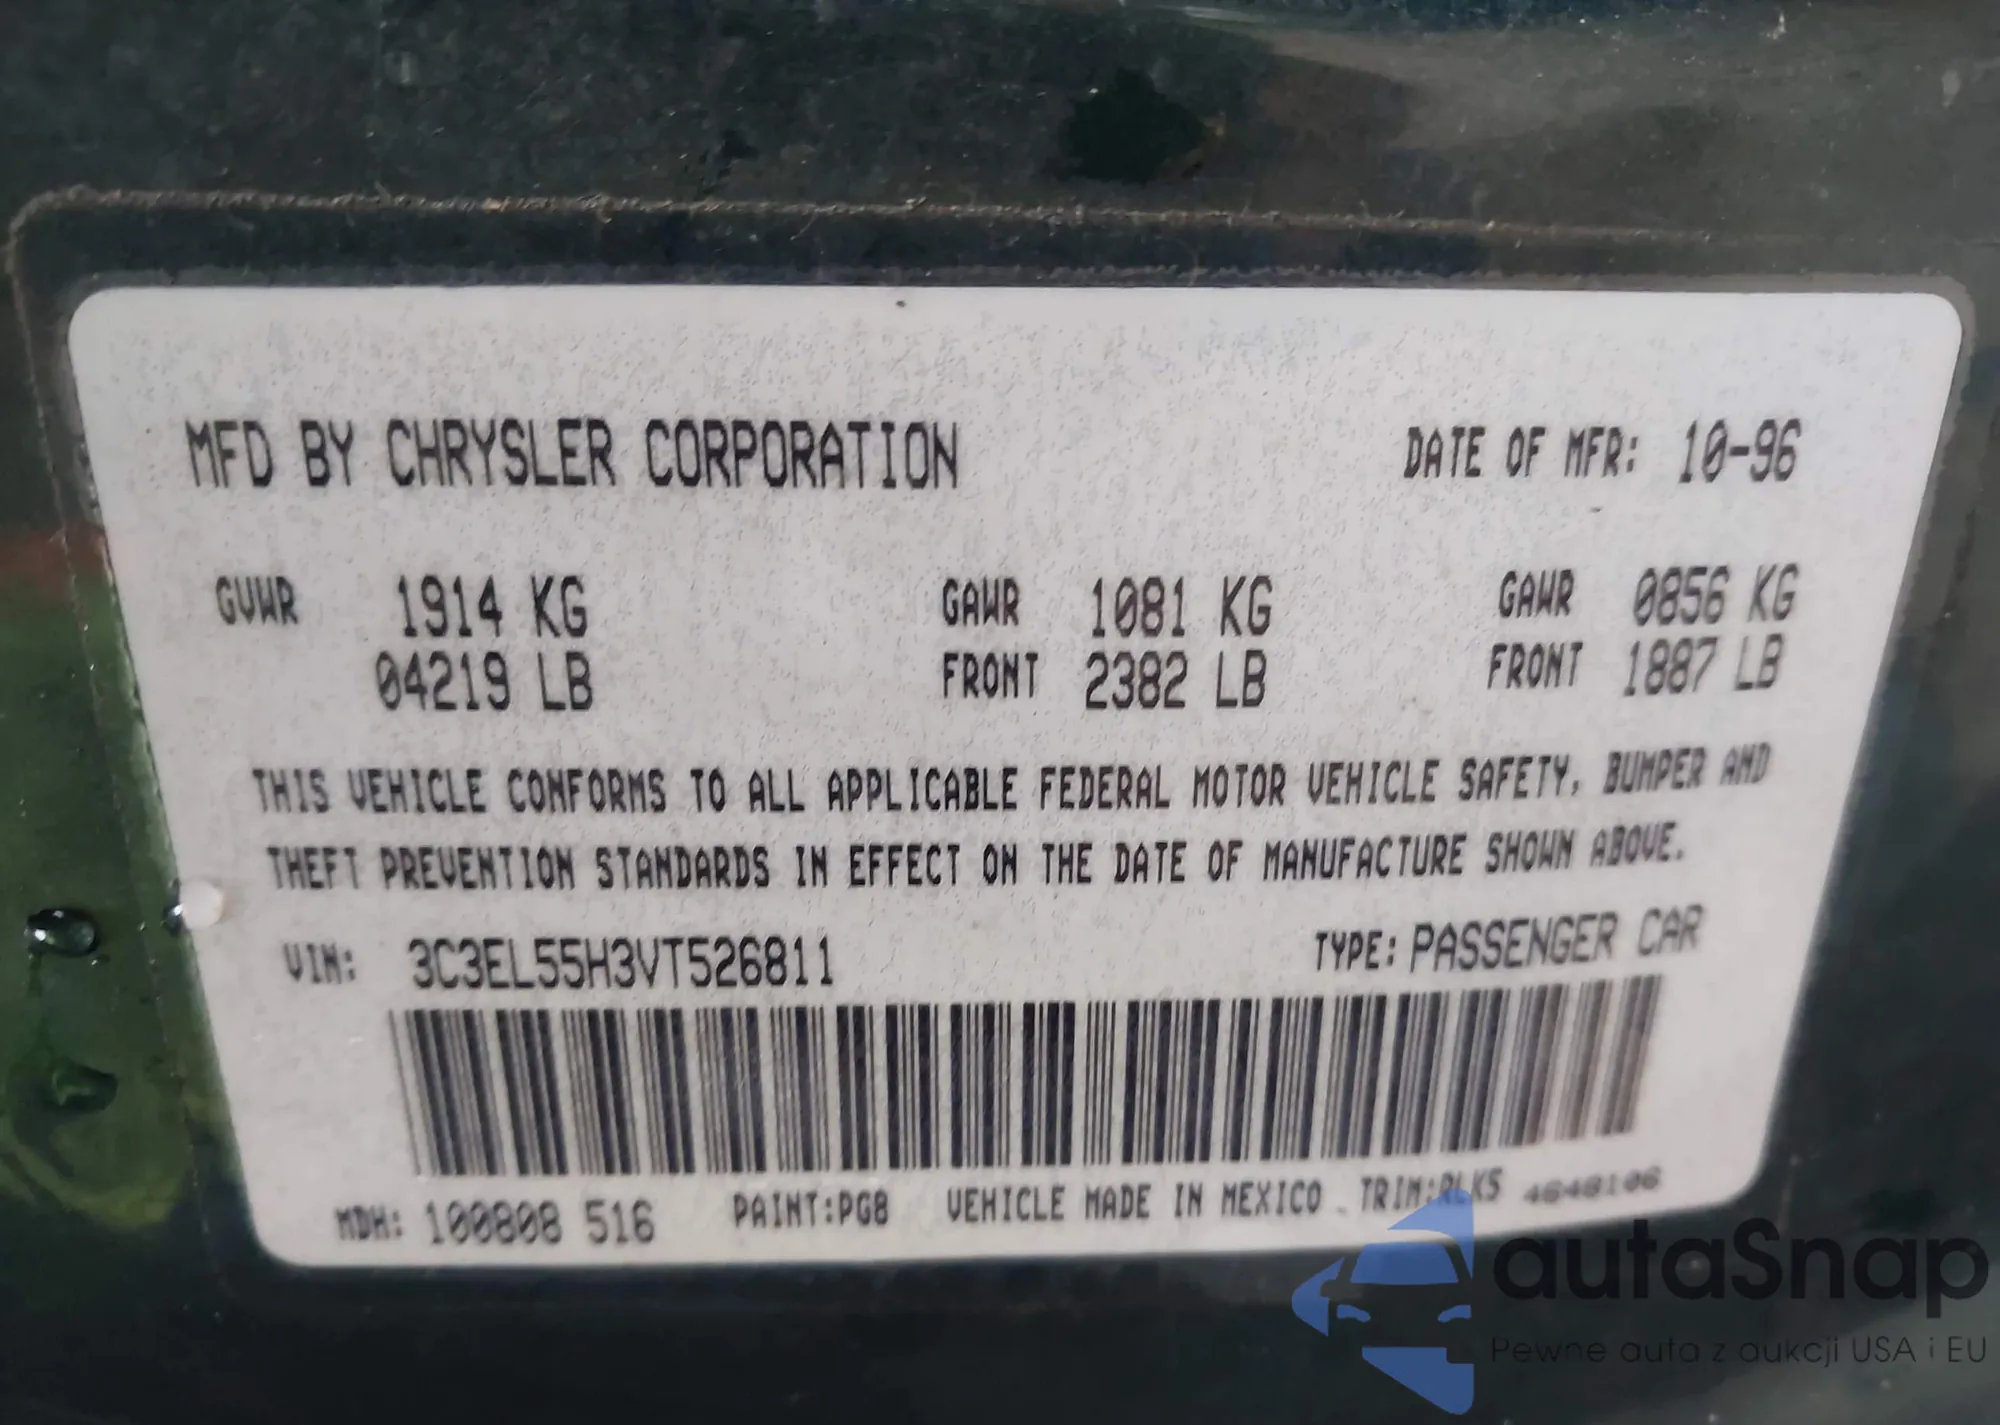 MFD BY CHRYSLER CORPORATION DATE OF MFR: 10-96
GVWR 1914 KG GAWR 1081 KG GAWR 0856 KG
04219 LB FRONT 2382 LB FRONT 1887 LB
THIS VEHICLE CONFORMS TO ALL APPLICABLE FEDERAL MOTOR VEHICLE SAFETY, BUMPER AND
THEFT PREVENTION STANDARDS IN EFFECT ON THE DATE OF MANUFACTURE SHOWN ABOVE.
VIN: 3C3EL55H3VT526811 TYPE: PASSENGER CAR
MDH: 100808 516 PAINT:PG8 VEHICLE MADE IN MEXICO TRIM: 4648106
autaSnap
Pewne auta z aukcji USA i EU